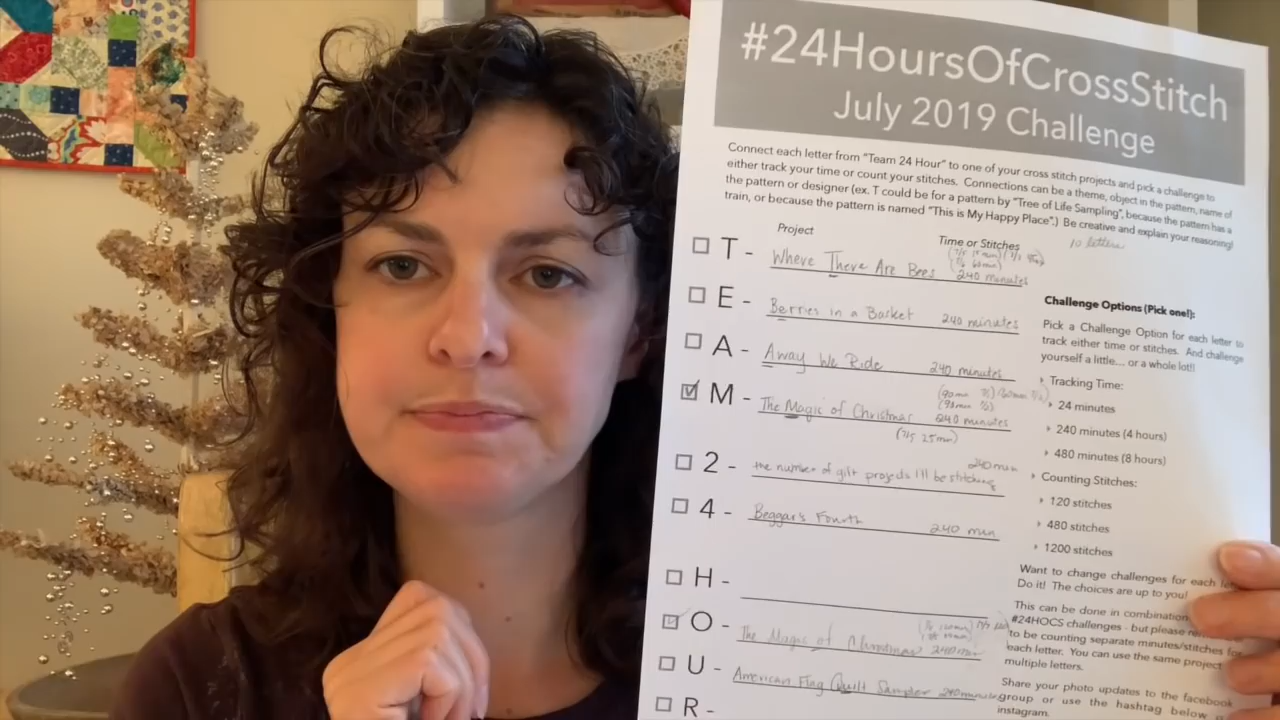 #24HoursOfCrossStitch
July 2019 Challenge
Connect each letter from "Team 24 Hour" to one of your cross stitch projects and pick a challenge to
either track your time or count your stitches. Connections can be a theme, object in the pattern, name of
the pattern or designer (ex. T could be for a pattern by "Tree of Life Sampling", because the pattern has a
train, or because the pattern is named "This is My Happy Place".) Be creative and explain your reasoning!
Project
Time or Stitches
10 letters
T - Where There Are Bees 240 minutes
E - Berries in a Basket 240 minutes
A - Away We Ride 240 minutes
M - The Magic of Christmas 240 minutes
(7/5 25min)
2 - the number of gift projects I'll be stitching 240 min
4 - Beggar's Fourth 240 min
H -
O - The Magic of Christmas 240 min
U - American Flag Quilt Sampler 240 minutes
R -
Challenge Options (Pick one!):
Pick a Challenge Option for each letter to
track either time or stitches. And challenge
yourself a little... or a whole lot!!
Tracking Time:
24 minutes
240 minutes (4 hours)
480 minutes (8 hours)
Counting Stitches:
120 stitches
480 stitches
1200 stitches
Want to change challenges for each
Do it! The choices are up to you!
This can be done in combination
#24HOCS challenges - but please
to be counting separate minutes/stitches for
each letter. You can use the same project
multiple letters.
Share your photo updates to the facebook
group or use the hashtag below
instagram.